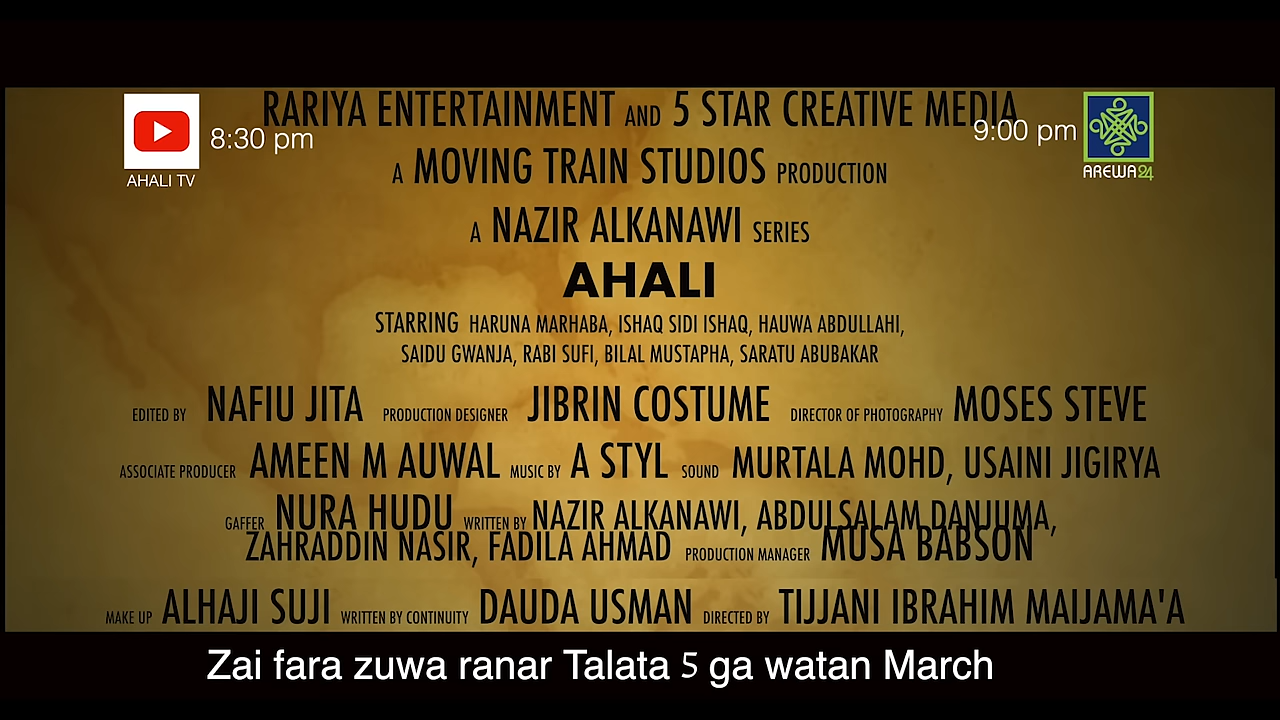 RARIYA ENTERTAINMENT AND 5 STAR CREATIVE MEDIA
8:30 pm
9:00 pm
AHALI TV
AREWA24
A MOVING TRAIN STUDIOS PRODUCTION
A NAZIR ALKANAWI SERIES
AHALI
STARRING HARUNA MARHABA, ISHAQ SIDI ISHAQ, HAUWA ABDULLAHI,
SAIDU GWANJA, RABI SUFI, BILAL MUSTAPHA, SARATU ABUBAKAR
EDITED BY NAFIU JITA PRODUCTION DESIGNER JIBRIN COSTUME DIRECTOR OF PHOTOGRAPHY MOSES STEVE
ASSOCIATE PRODUCER AMEEN M AUWAL MUSIC BY A STYL SOUND MURTALA MOHD, USAINI JIGIRYA
GAFFER NURA HUDU WRITTEN BY NAZIR ALKANAWI, ABDULSALAM DANJUMA,
ZAHRADDIN NASIR, FADILA AHMAD PRODUCTION MANAGER MUSA BABSON
MAKE UP ALHAJI SUJI WRITTEN BY CONTINUITY DAUDA USMAN DIRECTED BY TIJJANI IBRAHIM MAIJAMA'A
Zai fara zuwa ranar Talata 5 ga watan March